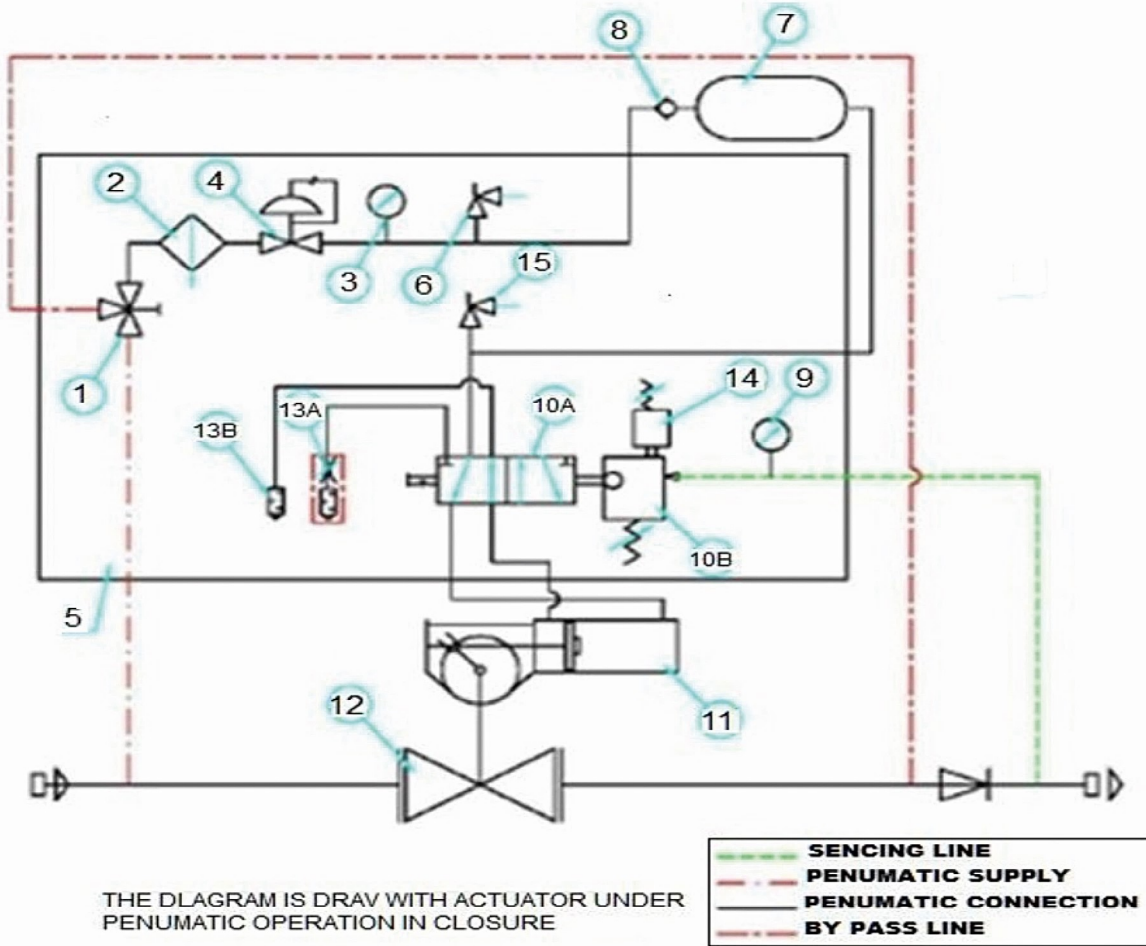 8
7
2
4
3
6
15
1
13B
13A
10A
14
9
10B
5
12
11
SENCING LINE
PENUMATIC SUPPLY
PENUMATIC CONNECTION
BY PASS LINE
THE DLAGRAM IS DRAV WITH ACTUATOR UNDER
PENUMATIC OPERATION IN CLOSURE